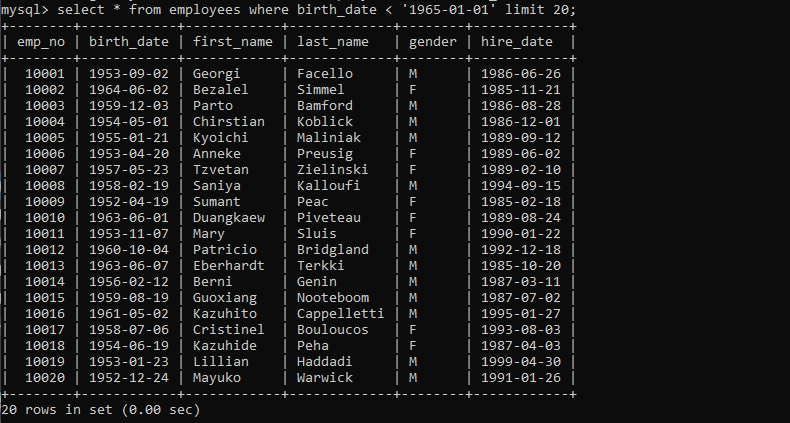 mysql> select * from employees where birth_date < '1965-01-01' limit 20;
+--------+------------+------------+-------------+--------+------------+
| emp_no | birth_date | first_name | last_name   | gender | hire_date  |
+--------+------------+------------+-------------+--------+------------+
|  10001 | 1953-09-02 | Georgi     | Facello     | M      | 1986-06-26 |
|  10002 | 1964-06-02 | Bezalel    | Simmel      | F      | 1985-11-21 |
|  10003 | 1959-12-03 | Parto      | Bamford     | M      | 1986-08-28 |
|  10004 | 1954-05-01 | Chirstian  | Koblick     | M      | 1986-12-01 |
|  10005 | 1955-01-21 | Kyoichi    | Maliniak    | M      | 1989-09-12 |
|  10006 | 1953-04-20 | Anneke     | Preusig     | F      | 1989-06-02 |
|  10007 | 1957-05-23 | Tzvetan    | Zielinski   | F      | 1989-02-10 |
|  10008 | 1958-02-19 | Saniya     | Kalloufi    | M      | 1994-09-15 |
|  10009 | 1952-04-19 | Sumant     | Peac        | F      | 1985-02-18 |
|  10010 | 1963-06-01 | Duangkaew  | Piveteau    | F      | 1989-08-24 |
|  10011 | 1953-11-07 | Mary       | Sluis       | F      | 1990-01-22 |
|  10012 | 1960-10-04 | Patricio   | Bridgland   | M      | 1992-12-18 |
|  10013 | 1963-06-07 | Eberhardt  | Terkki      | M      | 1985-10-20 |
|  10014 | 1956-02-12 | Berni      | Genin       | M      | 1987-03-11 |
|  10015 | 1959-08-19 | Guoxiang   | Nooteboom   | M      | 1987-07-02 |
|  10016 | 1961-05-02 | Kazuhito   | Cappelletti | M      | 1995-01-27 |
|  10017 | 1958-07-06 | Cristinel  | Bouloucos   | F      | 1993-08-03 |
|  10018 | 1954-06-19 | Kazuhide   | Peha        | F      | 1987-04-03 |
|  10019 | 1953-01-23 | Lillian    | Haddadi     | M      | 1999-04-30 |
|  10020 | 1952-12-24 | Mayuko     | Warwick     | M      | 1991-01-26 |
+--------+------------+------------+-------------+--------+------------+
20 rows in set (0.00 sec)